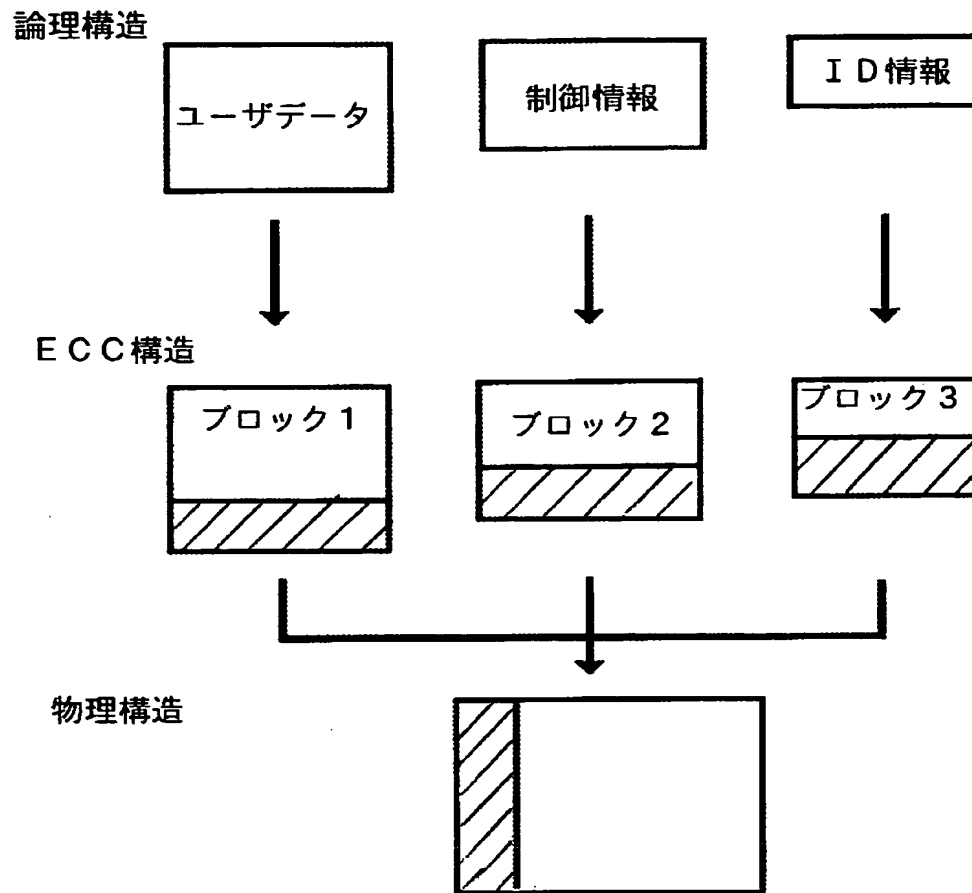 論理構造
ユーザデータ
制御情報
ＩＤ情報
ＥＣＣ構造
ブロック１
ブロック２
ブロック３
物理構造